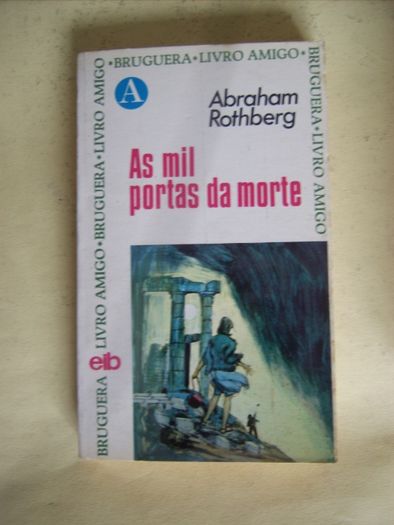 • BRUGUERA • LIVRO AMIGO •
BRUGUERA • LIVRO AMIGO
BRUGUERA • LIVRO AMIGO • BRUGUERA • LIVRO AMIGO
A
Abraham
Rothberg
As mil
portas da morte
eib